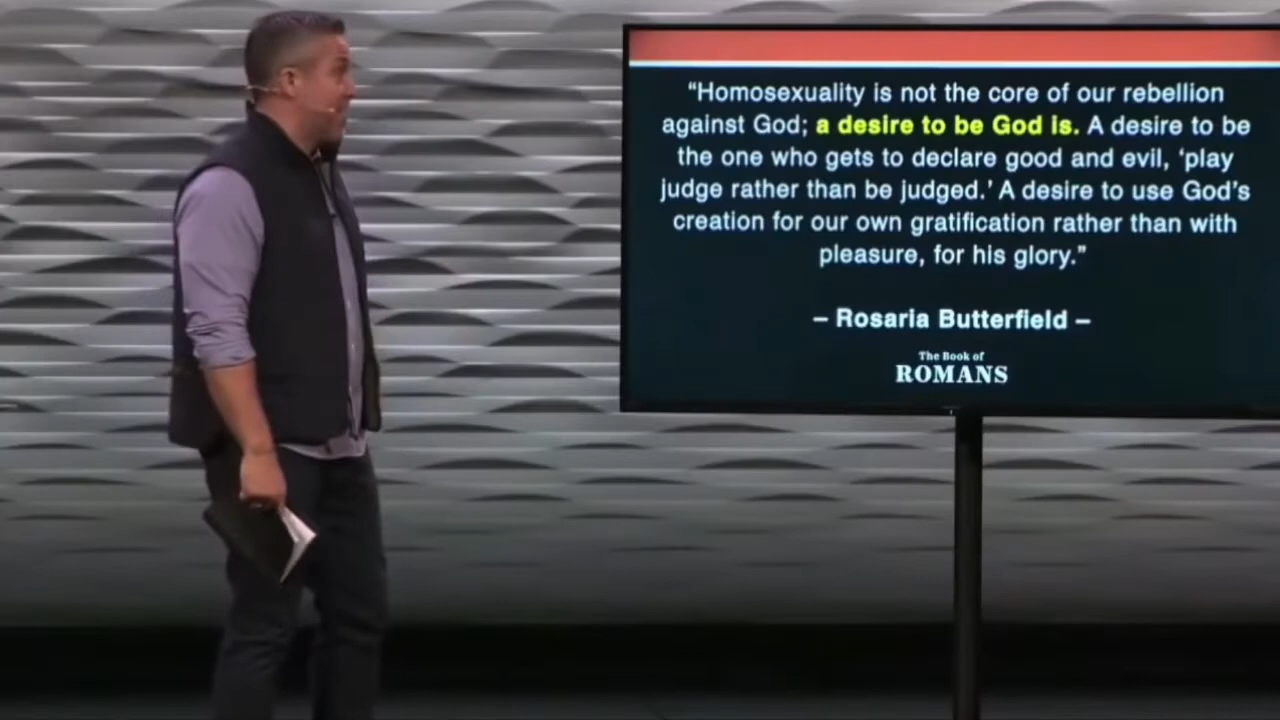 “Homosexuality is not the core of our rebellion
against God; a desire to be God is. A desire to be
the one who gets to declare good and evil, ‘play
judge rather than be judged.’ A desire to use God’s
creation for our own gratification rather than with
pleasure, for his glory.”
– Rosaria Butterfield –
The Book of
ROMANS